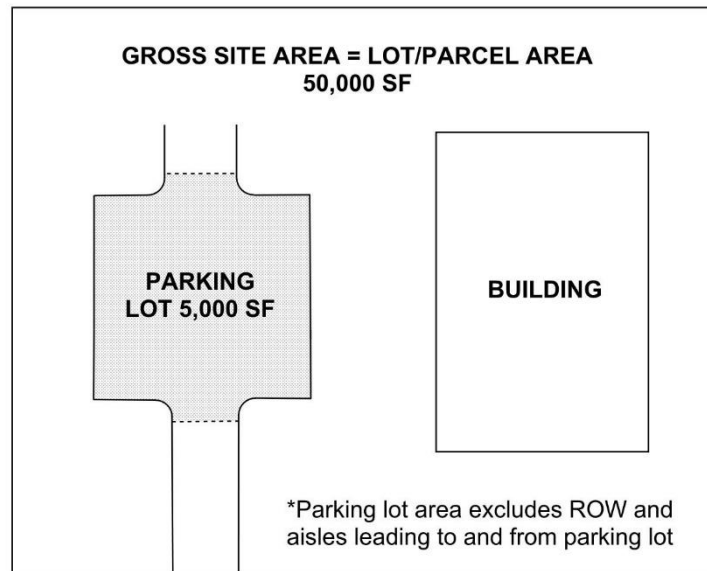 GROSS SITE AREA = LOT/PARCEL AREA
50,000 SF
PARKING
LOT 5,000 SF
BUILDING
*Parking lot area excludes ROW and
aisles leading to and from parking lot